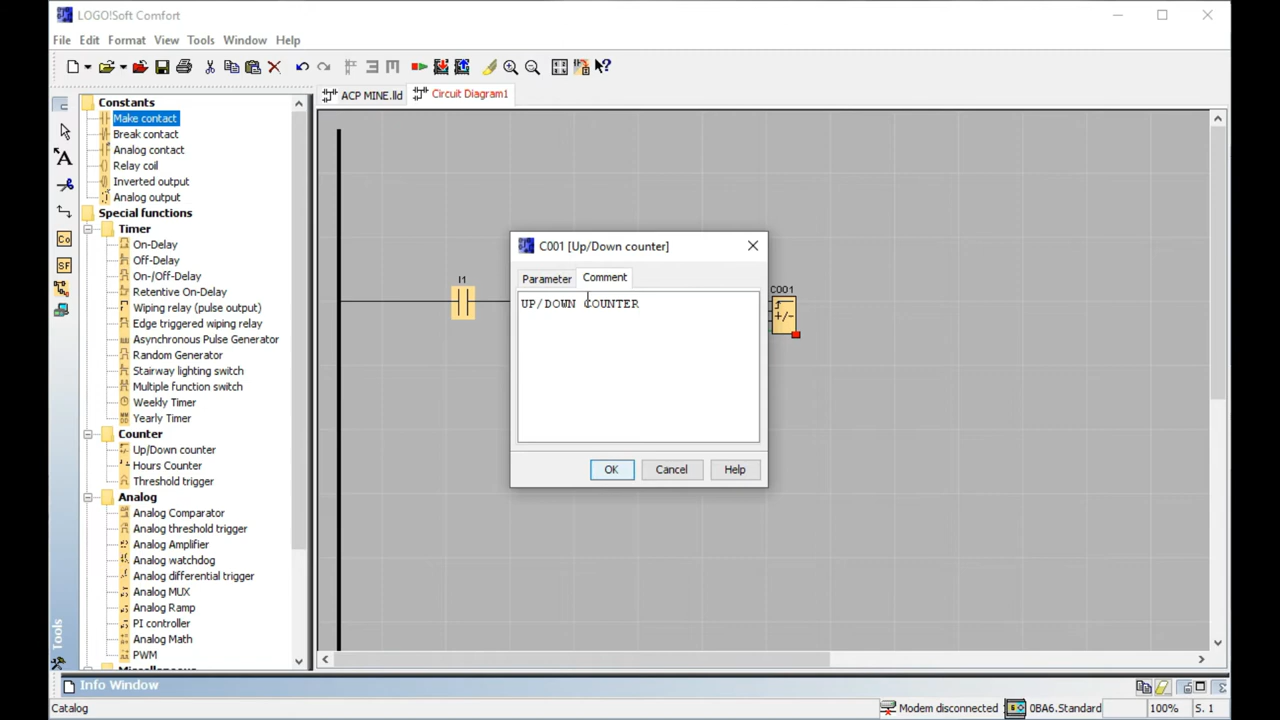 LOGO!Soft Comfort
File Edit Format View Tools Window Help
ACP MINE.lld Circuit Diagram1
Constants
Make contact
Break contact
Analog contact
Relay coil
Inverted output
Analog output
Special functions
Timer
On-Delay
Off-Delay
On-/Off-Delay
Retentive On-Delay
Wiping relay (pulse output)
Edge triggered wiping relay
Asynchronous Pulse Generator
Random Generator
Stairway lighting switch
Multiple function switch
Weekly Timer
Yearly Timer
Counter
Up/Down counter
Hours Counter
Threshold trigger
Analog
Analog Comparator
Analog threshold trigger
Analog Amplifier
Analog watchdog
Analog differential trigger
Analog MUX
Analog Ramp
PI controller
Analog Math
PWM
Co
SF
A
Tools
I1
C001
+/-
C001 [Up/Down counter]
Parameter Comment
UP/DOWN COUNTER
OK Cancel Help
Info Window
Catalog
Modem disconnected 0BA6.Standard 100% S. 1